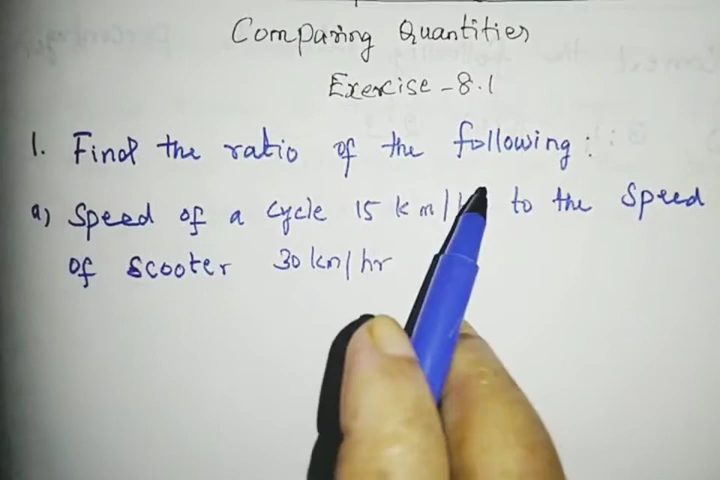 Comparing Quantities
Exercise - 8.1
1. Find the ratio of the following:
a) Speed of a cycle 15 km/ to the Speed
of scooter 30 km/hr